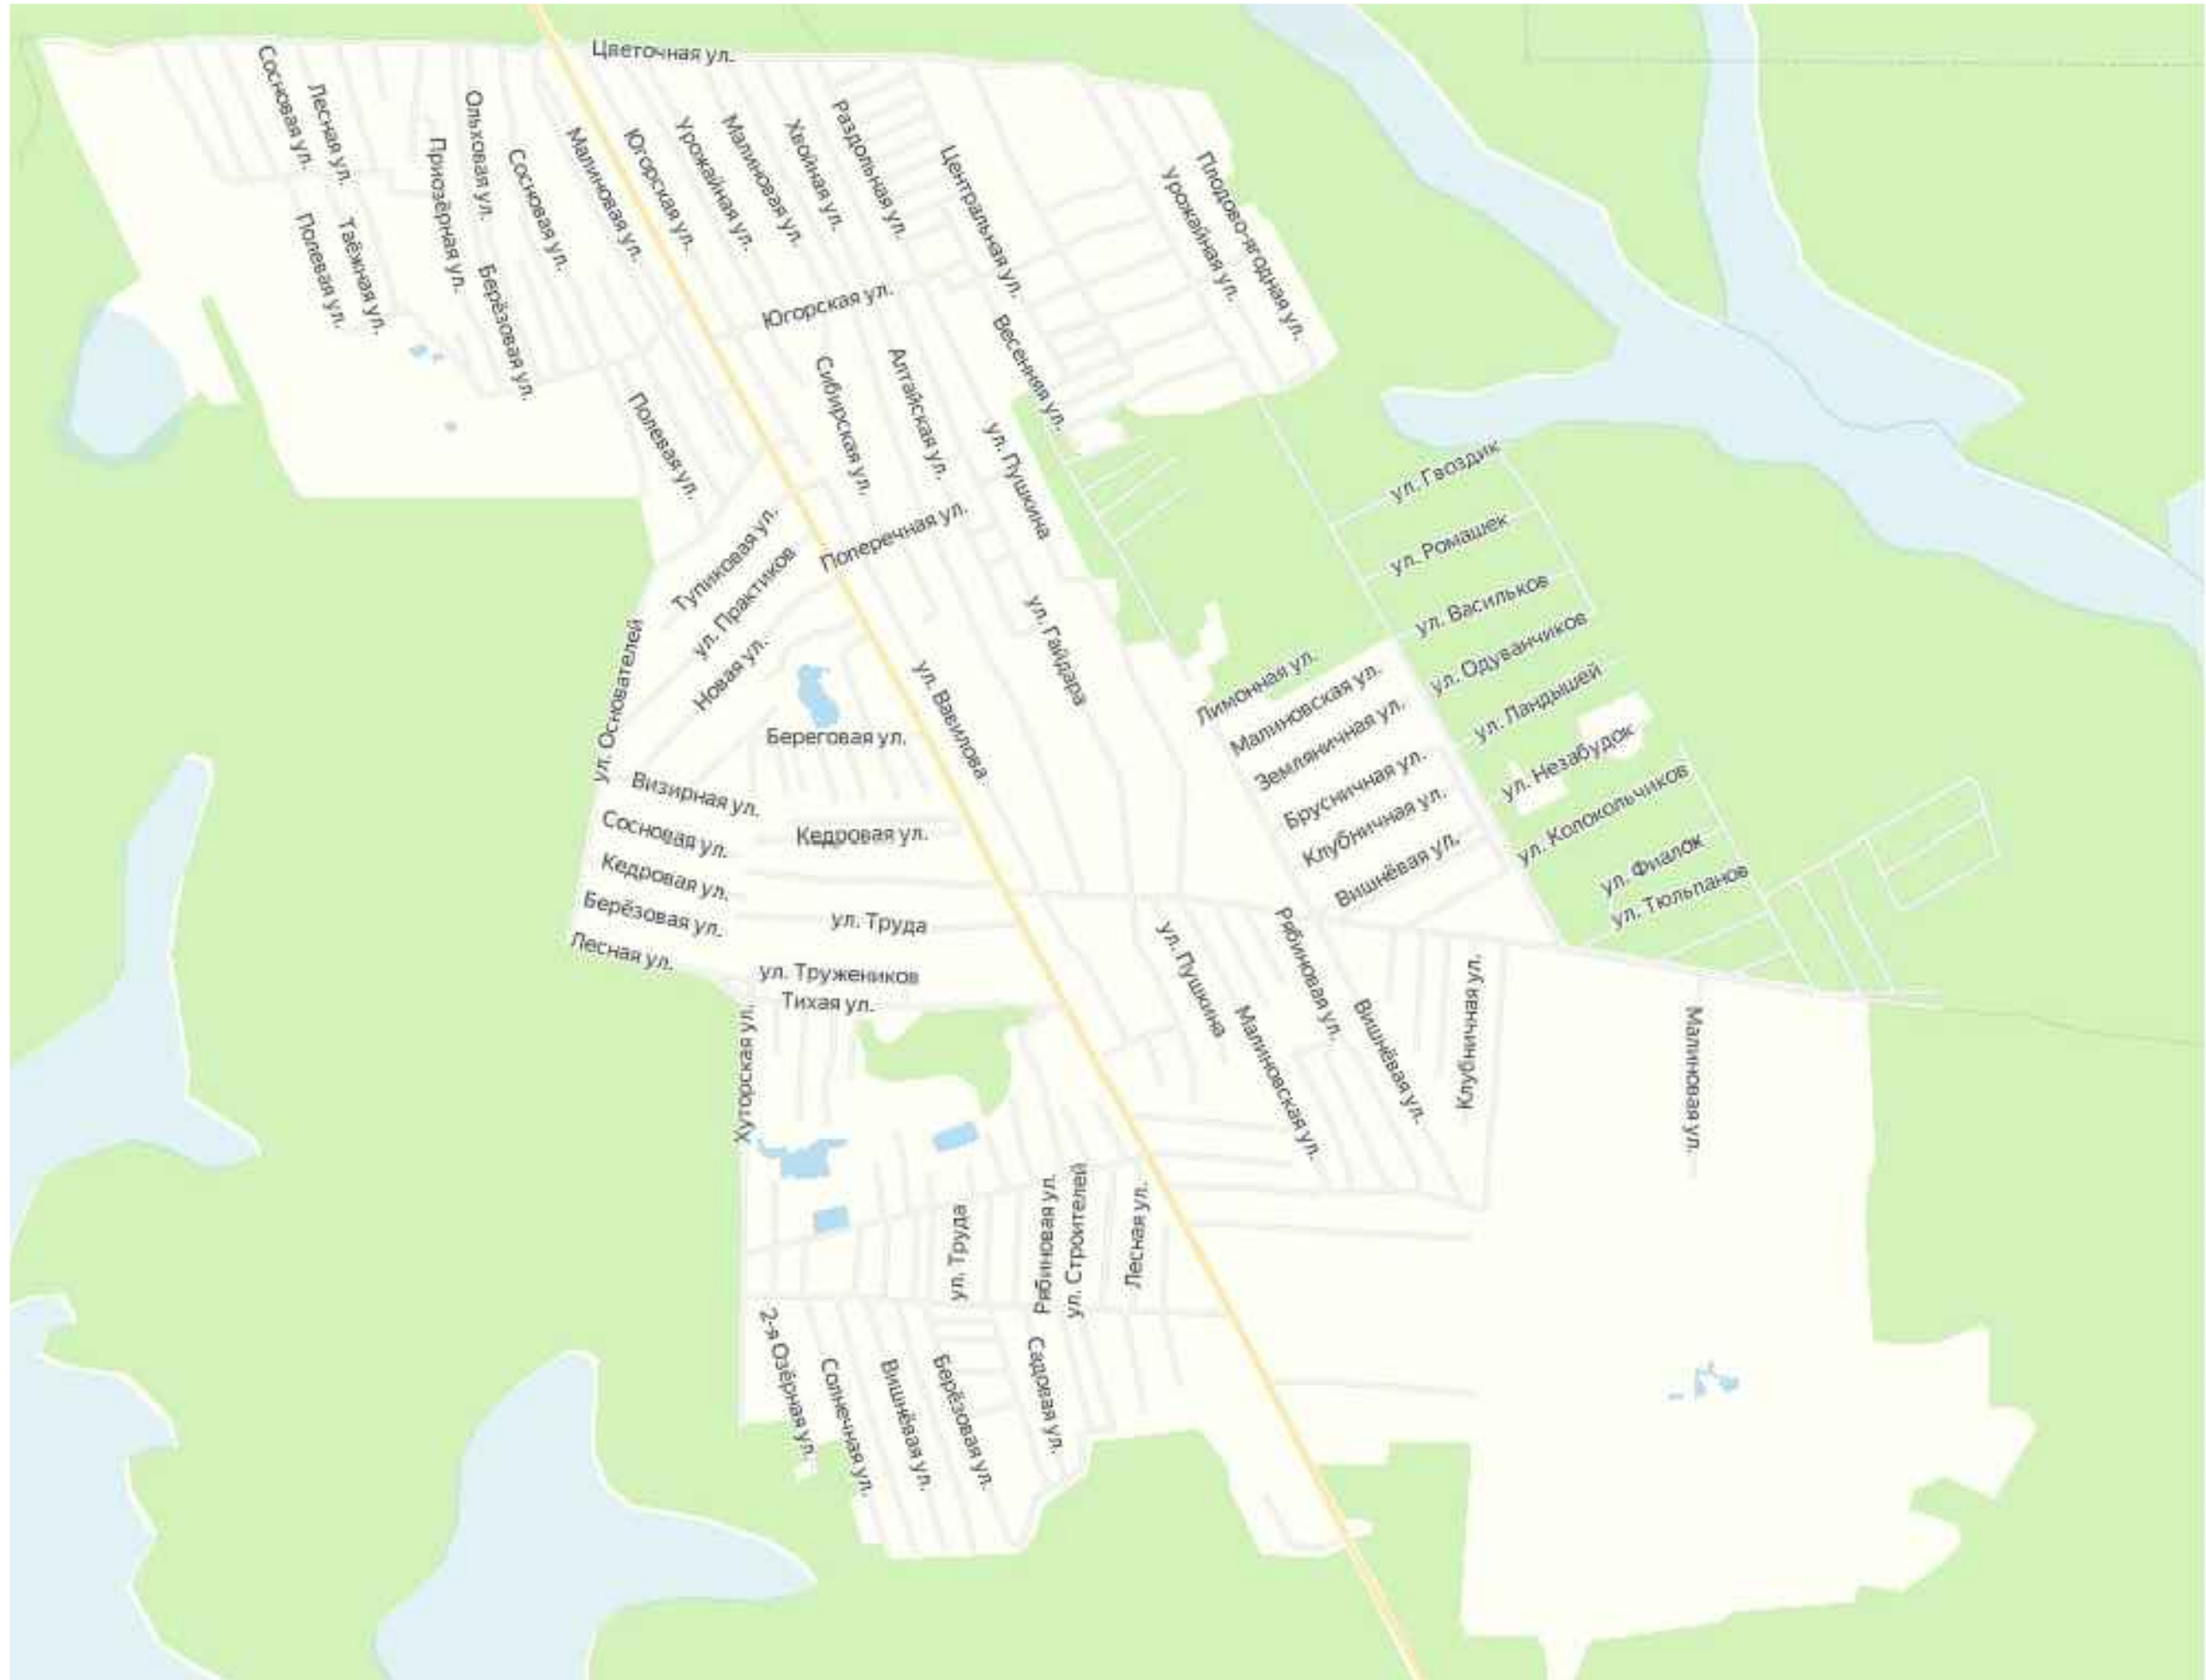 Цветочная ул.
Сосновая ул.
Лесная ул.
Ольховая ул.
Приозёрная ул.
Сосновая ул.
Малиновая ул.
Югорская ул.
Урожайная ул.
Малиновая ул.
Хвойная ул.
Раздольная ул.
Центральная ул.
Плодово-ягодная ул.
Урожайная ул.
Полевая ул.
Таёжная ул.
Берёзовая ул.
Югорская ул.
Весенняя ул.
Сибирская ул.
Алтайская ул.
Полевая ул.
ул. Пушкина
ул. Гвоздик
Поперечная ул.
Тупиковая ул.
ул. Практиков
ул. Ромашек
ул. Васильков
Новая ул.
ул. Основателей
ул. Гайдара
ул. Одуванчиков
Лимонная ул.
Малиновская ул.
ул. Вавилова
ул. Ландышей
Земляничная ул.
Береговая ул.
ул. Незабудок
Брусничная ул.
Визирная ул.
Клубничная ул.
ул. Колокольчиков
Сосновая ул.
Кедровая ул.
Вишнёвая ул.
ул. Фиалок
Кедровая ул.
ул. Тюльпанов
Берёзовая ул.
ул. Труда
Лесная ул.
ул. Тружеников
Тихая ул.
ул. Пушкина
Рябиновая ул.
Хуторская ул.
Малиновская ул.
Вишнёвая ул.
Клубничная ул.
Малиновая ул.
ул. Труда
Рябиновая ул.
ул. Строителей
Лесная ул.
2-я Озёрная ул.
Солнечная ул.
Вишнёвая ул.
Берёзовая ул.
Садовая ул.